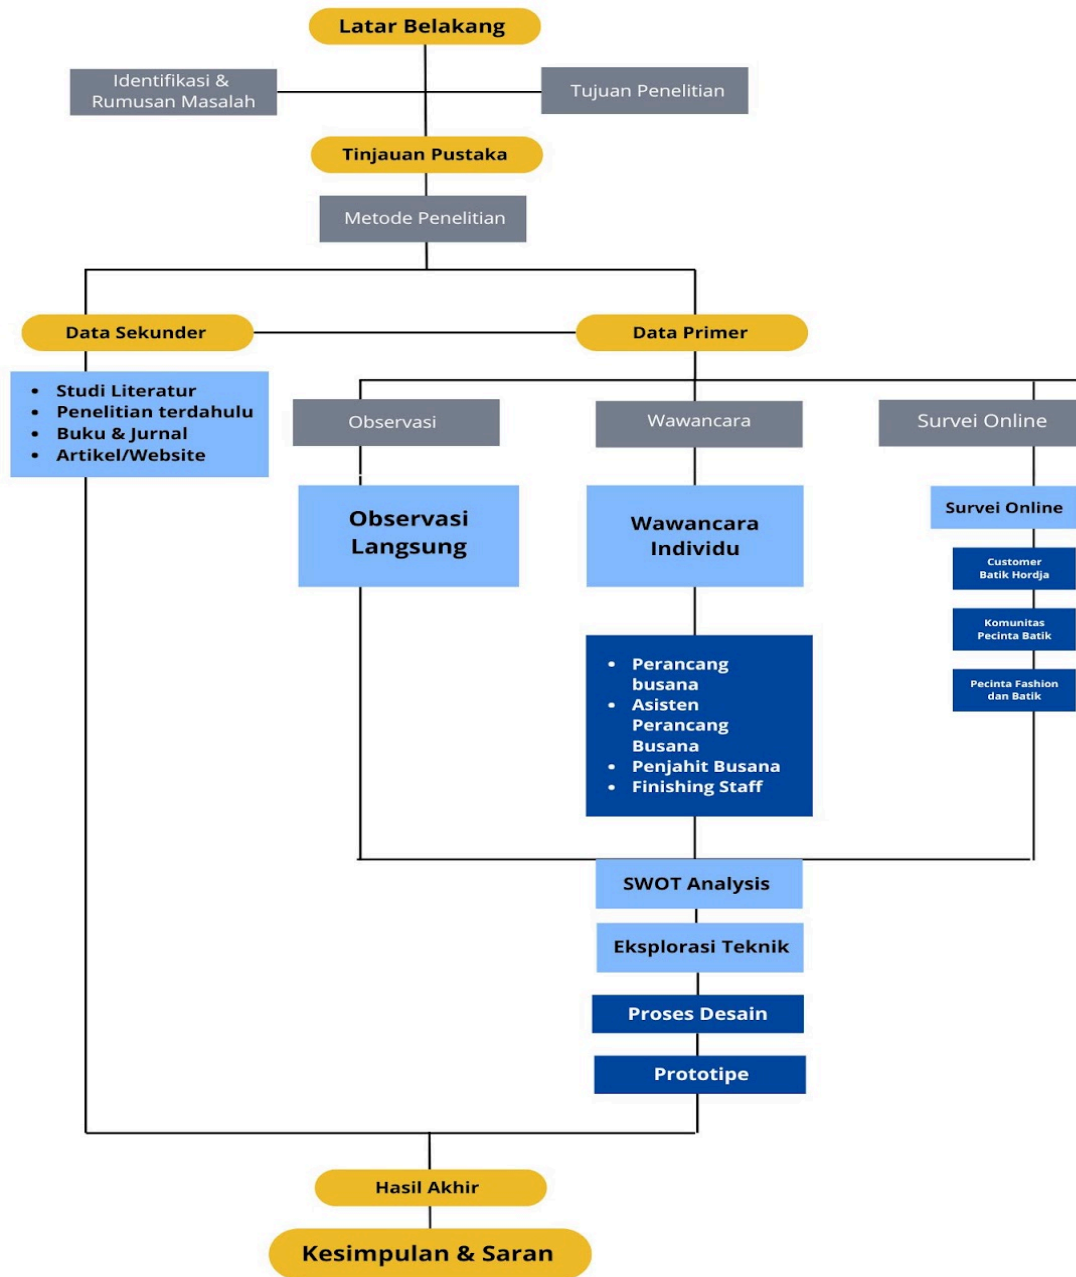 Latar Belakang
Identifikasi &
Rumusan Masalah
Tujuan Penelitian
Tinjauan Pustaka
Metode Penelitian
Data Sekunder
Data Primer
• Studi Literatur
• Penelitian terdahulu
• Buku & Jurnal
• Artikel/Website
Observasi
Wawancara
Survei Online
Observasi
Langsung
Wawancara
Individu
Survei Online
Customer
Batik Hordja
Komunitas
Pecinta Batik
Pecinta Fashion
dan Batik
• Perancang
busana
• Asisten
Perancang
Busana
• Penjahit Busana
• Finishing Staff
SWOT Analysis
Eksplorasi Teknik
Proses Desain
Prototipe
Hasil Akhir
Kesimpulan & Saran